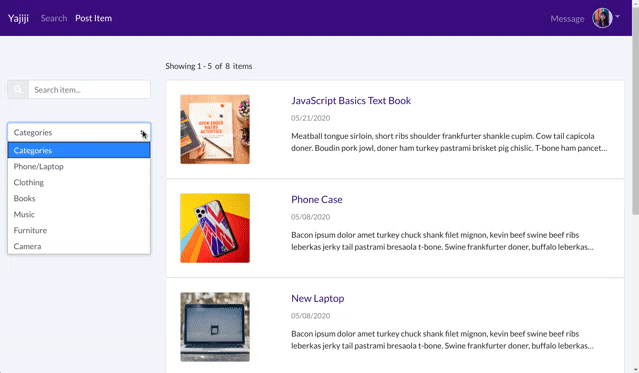 Yajiji Search Post Item Message
Showing 1 - 5 of 8 items
Search item...
Categories
Categories
Phone/Laptop
Clothing
Books
Music
Furniture
Camera
OPEN ENDED
MATHS
ACTIVITIES
JavaScript Basics Text Book
05/21/2020
Meatball tongue sirloin, short ribs shoulder frankfurter shankle cupim. Cow tail capicola
doner. Boudin pork jowl, doner ham turkey pastrami brisket pig chislic. T-bone ham pancet...
Phone Case
05/08/2020
Bacon ipsum dolor amet turkey chuck shank filet mignon, kevin beef swine beef ribs
leberkas jerky tail pastrami bresaola t-bone. Swine frankfurter doner, buffalo leberkas...
New Laptop
05/08/2020
Bacon ipsum dolor amet turkey chuck shank filet mignon, kevin beef swine beef ribs
leberkas jerky tail pastrami bresaola t-bone. Swine frankfurter doner, buffalo leberkas...